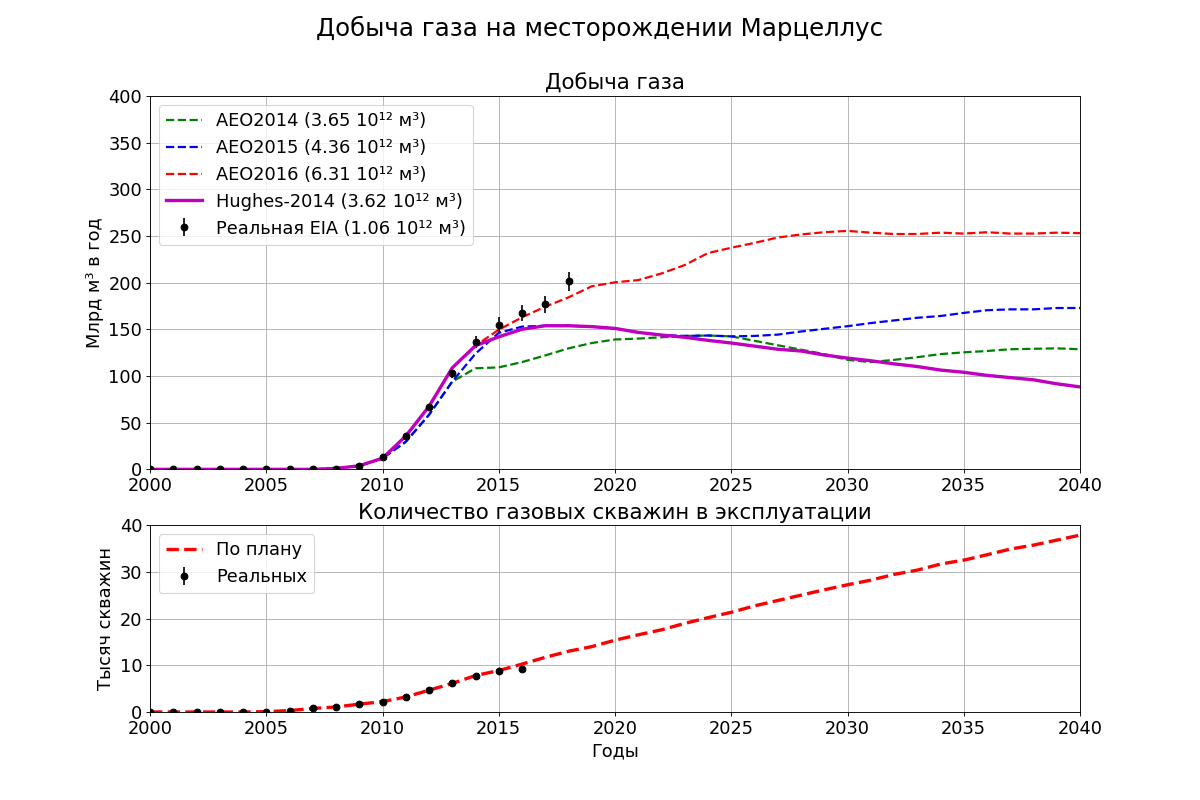 Добыча газа на месторождении Марцеллус
Добыча газа
400
350
300
250
200
150
100
50
0
Млрд м³ в год
AEO2014 (3.65 10¹² м³)
AEO2015 (4.36 10¹² м³)
AEO2016 (6.31 10¹² м³)
Hughes-2014 (3.62 10¹² м³)
Реальная EIA (1.06 10¹² м³)
2000 2005 2010 2015 2020 2025 2030 2035 2040
Количество газовых скважин в эксплуатации
40
30
20
10
0
Тысяч скважин
По плану
Реальных
2000 2005 2010 2015 2020 2025 2030 2035 2040
Годы